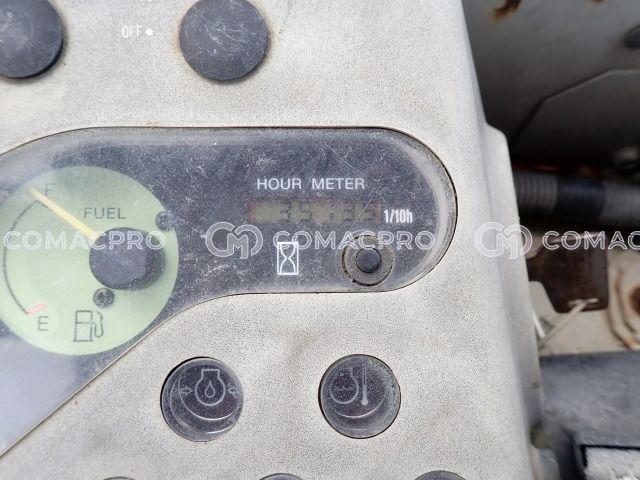 OFF
HOUR METER
1/10h
F
FUEL
COMACPRO
COMACPRO
COMACPRO
E